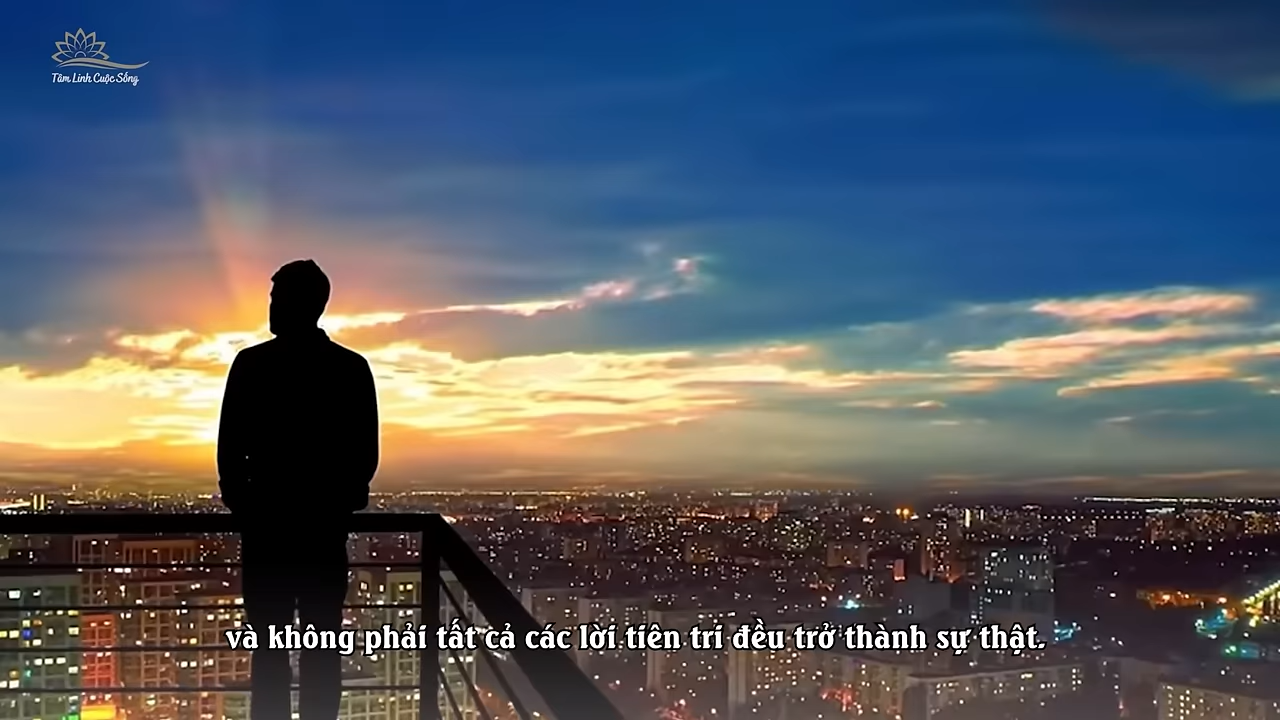 Tâm Linh Cuộc Sống
và không phải tất cả các lời tiên tri đều trở thành sự thật.